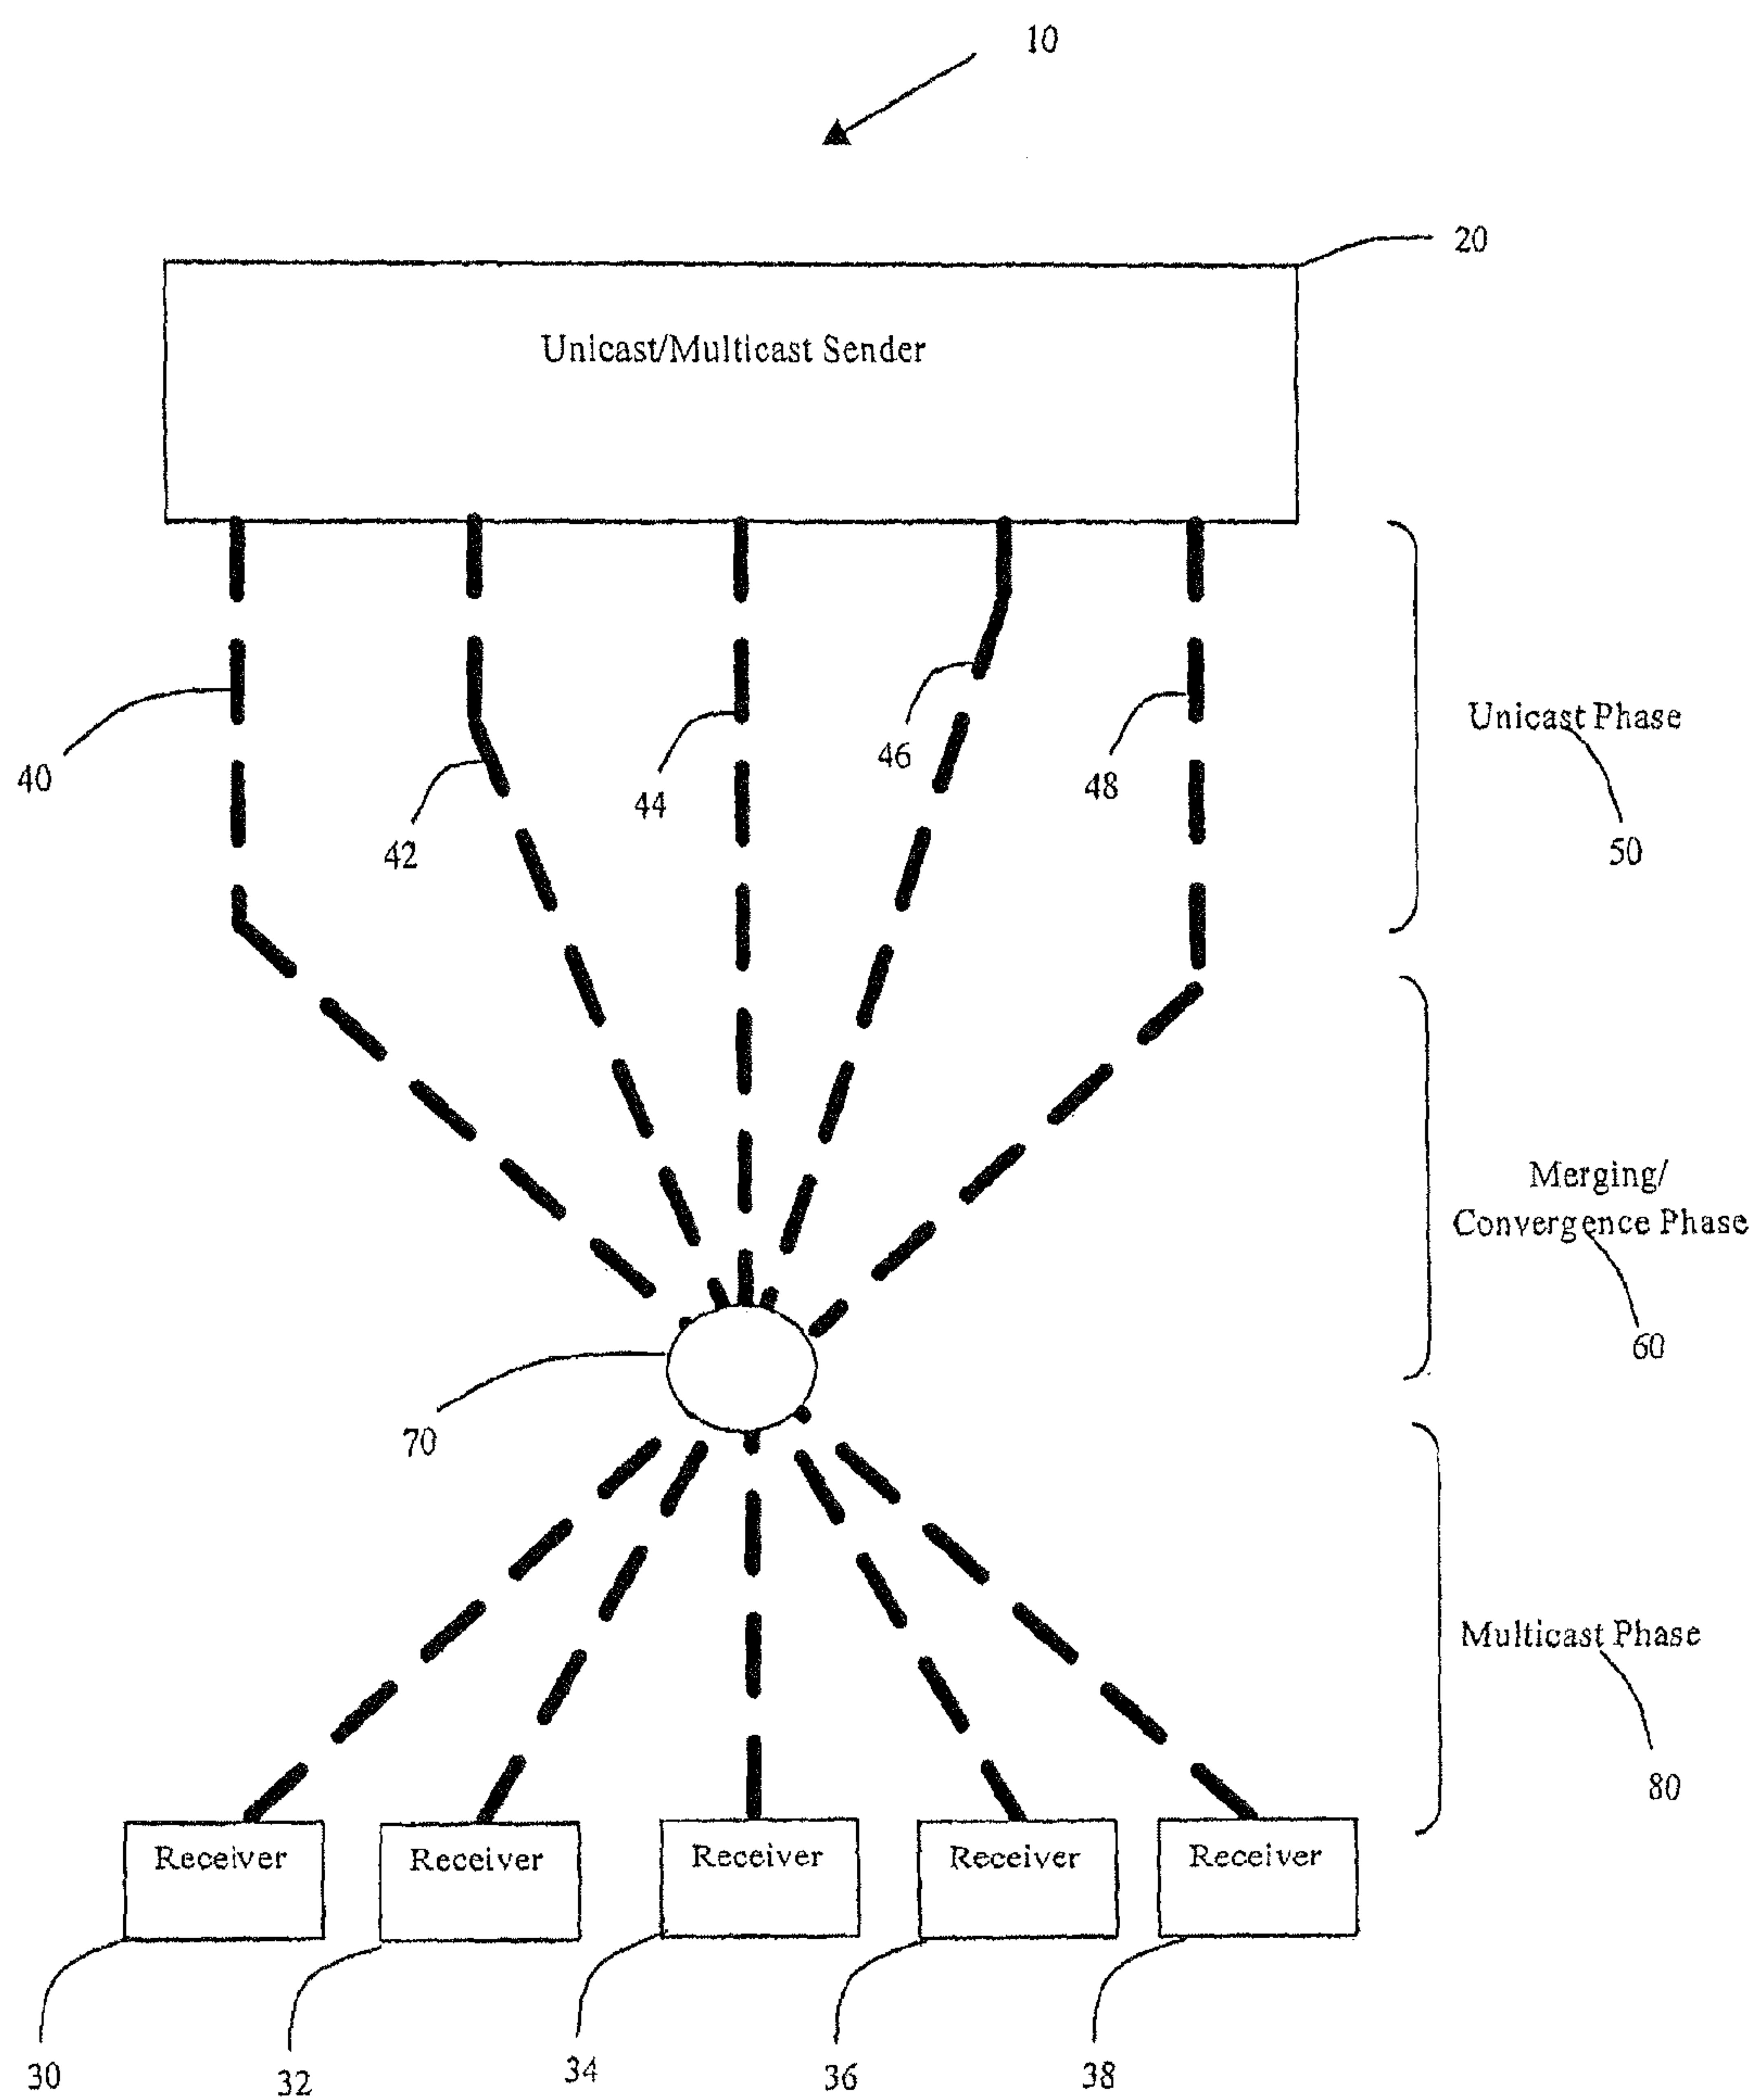 10
20
Unicast/Multicast Sender
40
42
44
46
48
Unicast Phase
50
Merging/
Convergence Phase
60
70
Multicast Phase
80
Receiver
Receiver
Receiver
Receiver
Receiver
30
32
34
36
38